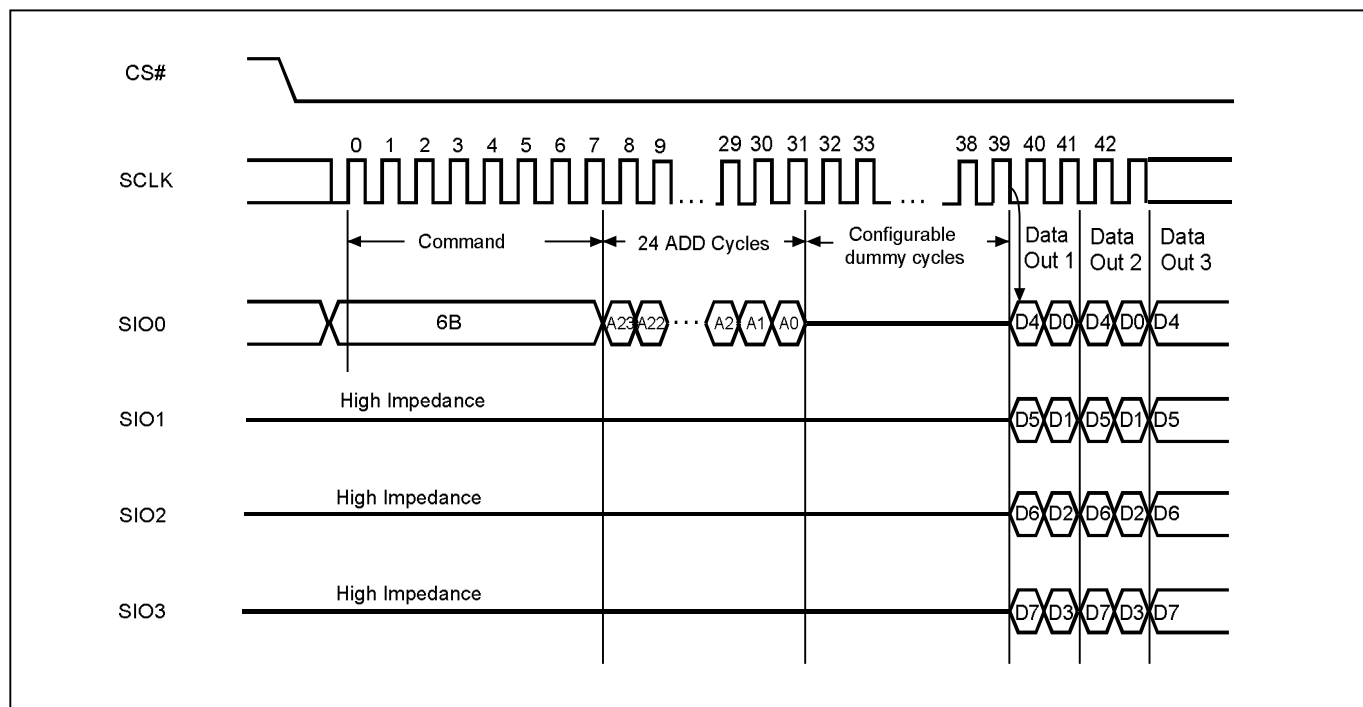 CS#
0 1 2 3 4 5 6 7 8 9 29 30 31 32 33 38 39 40 41 42
SCLK
... ...
Command
24 ADD Cycles
Configurable
dummy cycles
Data
Out 1
Data
Out 2
Data
Out 3
SIO0
6B A23 A22 ... A2 A1 A0 D4 D0 D4 D0 D4
High Impedance
SIO1
D5 D1 D5 D1 D5
High Impedance
SIO2
D6 D2 D6 D2 D6
High Impedance
SIO3
D7 D3 D7 D3 D7